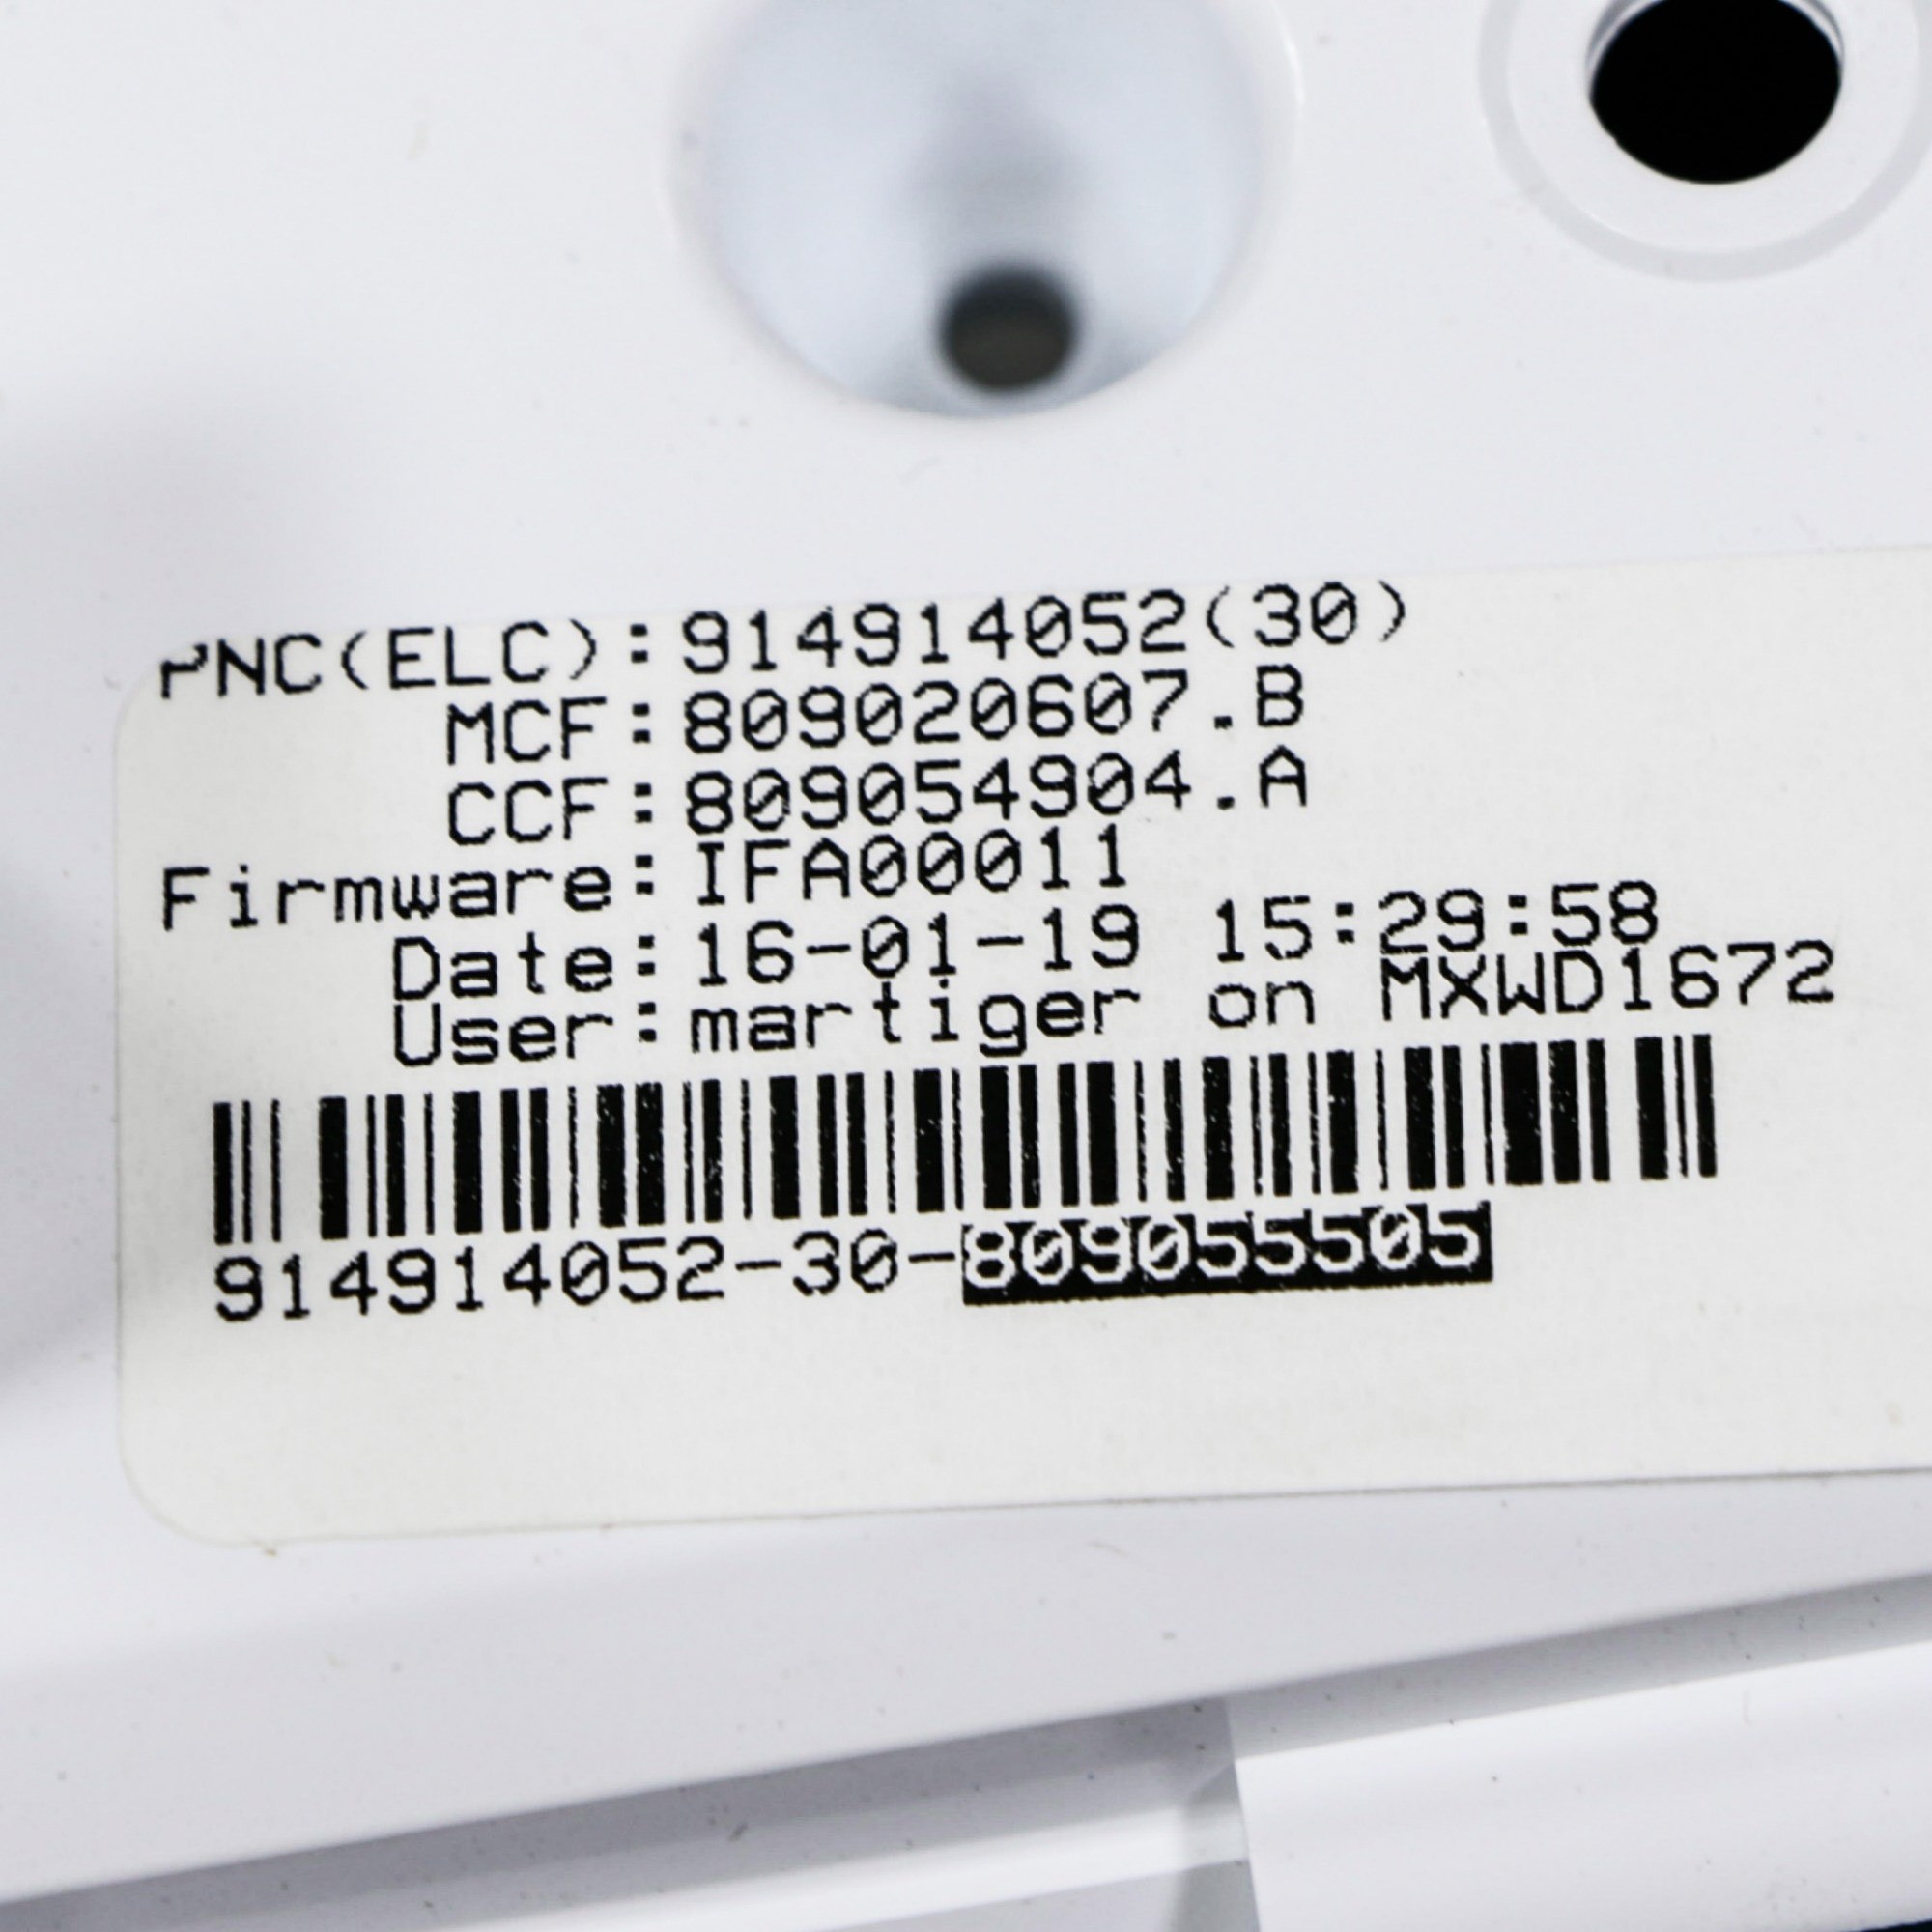 PNC(ELC):914914052(30)
MCF:809020607.B
CCF:809054904.A
Firmware:IFA00011
Date:16-01-19 15:29:58
User:martiger on MXWD1672
914914052-30-809055505